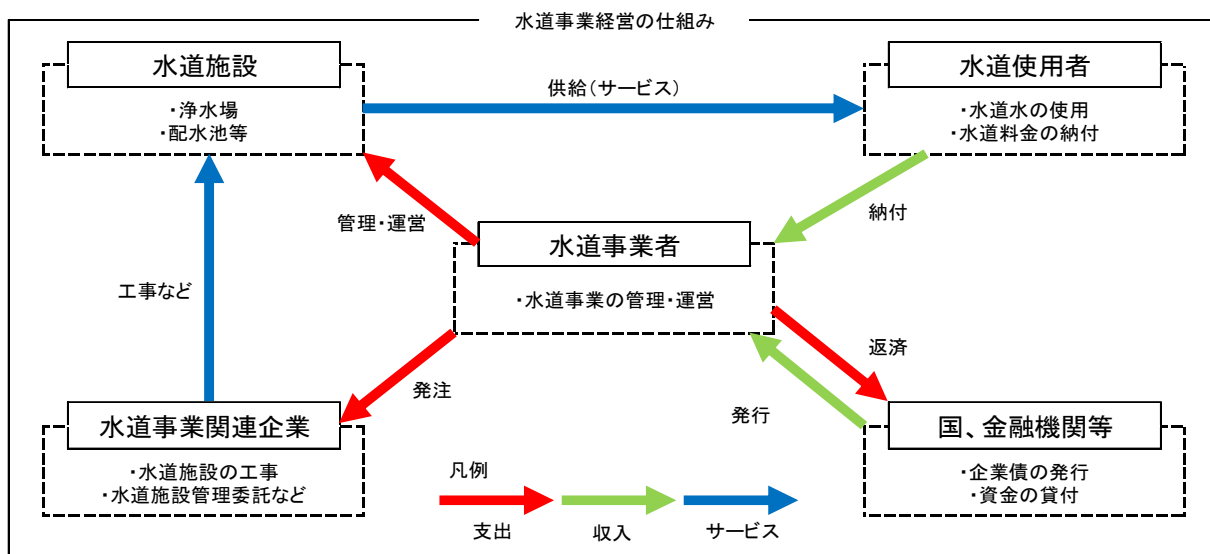 水道事業経営の仕組み
水道施設
・浄水場
・配水池等
供給(サービス)
水道使用者
・水道水の使用
・水道料金の納付
管理・運営
納付
水道事業者
・水道事業の管理・運営
工事など
発注
返済
発行
水道事業関連企業
・水道施設の工事
・水道施設管理委託など
国、金融機関等
・企業債の発行
・資金の貸付
凡例
支出
収入
サービス